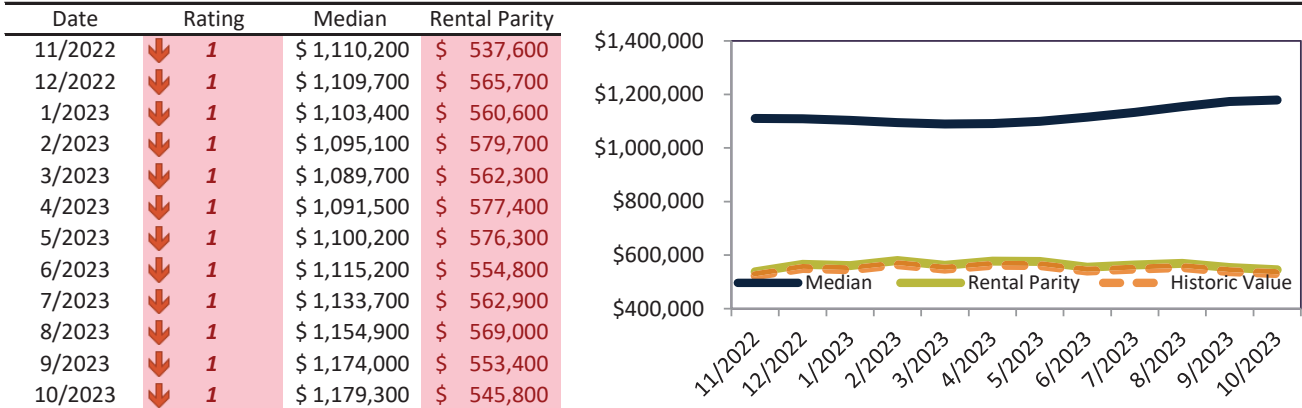 Date Rating Median Rental Parity
11/2022 1 $ 1,110,200 $ 537,600
12/2022 1 $ 1,109,700 $ 565,700
1/2023 1 $ 1,103,400 $ 560,600
2/2023 1 $ 1,095,100 $ 579,700
3/2023 1 $ 1,089,700 $ 562,300
4/2023 1 $ 1,091,500 $ 577,400
5/2023 1 $ 1,100,200 $ 576,300
6/2023 1 $ 1,115,200 $ 554,800
7/2023 1 $ 1,133,700 $ 562,900
8/2023 1 $ 1,154,900 $ 569,000
9/2023 1 $ 1,174,000 $ 553,400
10/2023 1 $ 1,179,300 $ 545,800
$1,400,000
$1,200,000
$1,000,000
$800,000
$600,000
$400,000
Median Rental Parity Historic Value
11/2022 12/2022 1/2023 2/2023 3/2023 4/2023 5/2023 6/2023 7/2023 8/2023 9/2023 10/2023